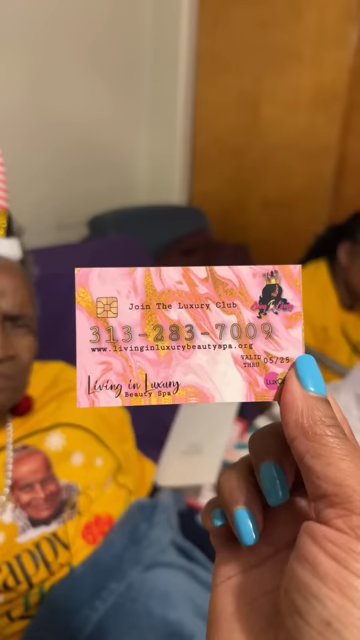 Join The Luxury Club
313-283-7009
www.livinginluxurybeautyspa.org
VALID
THRU 05/25
Living in Luxury
Beauty Spa
appy